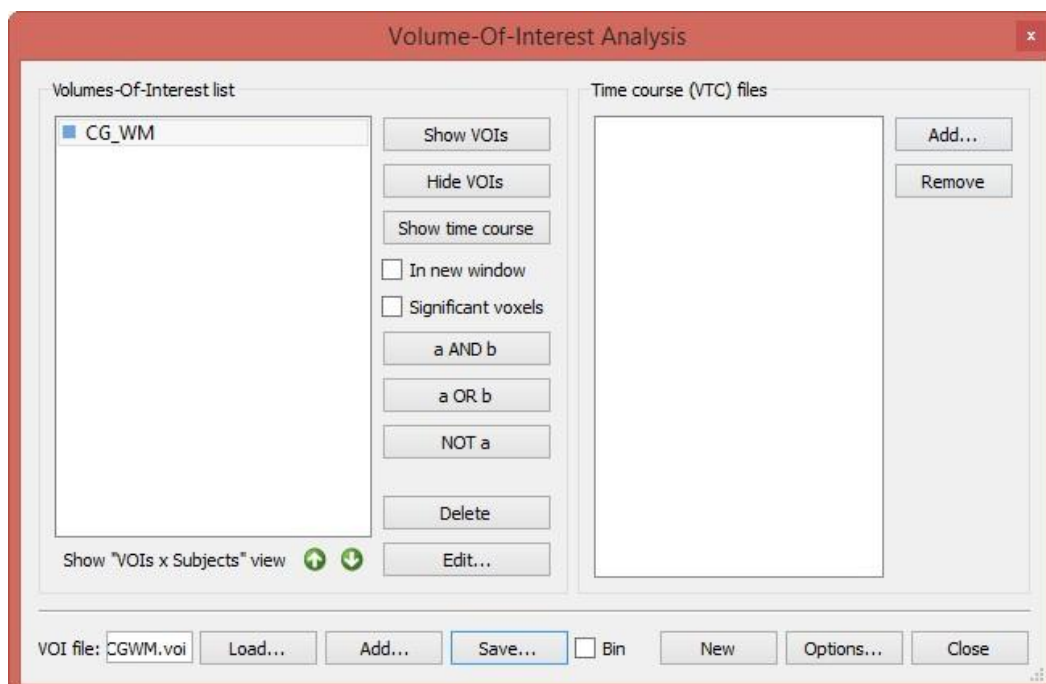 Volume-Of-Interest Analysis
x
Volumes-Of-Interest list
CG_WM
Show VOIs
Hide VOIs
Show time course
In new window
Significant voxels
a AND b
a OR b
NOT a
Delete
Edit...
Show "VOIs x Subjects" view
Time course (VTC) files
Add...
Remove
VOI file: CGWM.voi Load... Add... Save... Bin New Options... Close